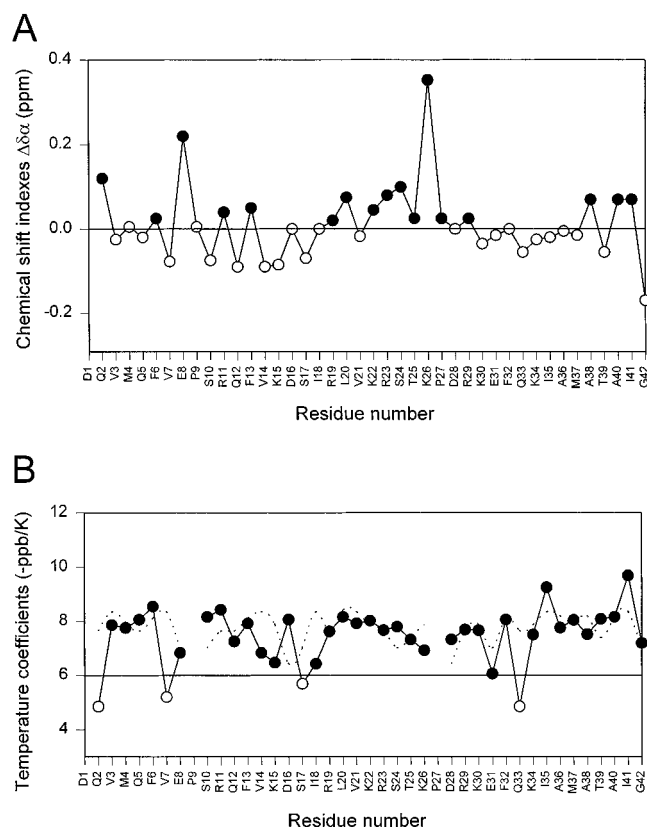 A
Chemical shift indexes Δδα (ppm)
0.4
0.2
0.0
-0.2
D1 Q2 V3 M4 Q5 F6 V7 E8 P9 S10 R11 Q12 F13 V14 K15 D16 S17 I18 R19 L20 V21 K22 R23 S24 T25 K26 P27 D28 R29 K30 E31 F32 Q33 K34 I35 A36 M37 A38 T39 A40 I41 G42
Residue number
B
Temperature coefficients (-ppb/K)
12
10
8
6
4
D1 Q2 V3 M4 Q5 F6 V7 E8 P9 S10 R11 Q12 F13 V14 K15 D16 S17 I18 R19 L20 V21 K22 R23 S24 T25 K26 P27 D28 R29 K30 E31 F32 Q33 K34 I35 A36 M37 A38 T39 A40 I41 G42
Residue number